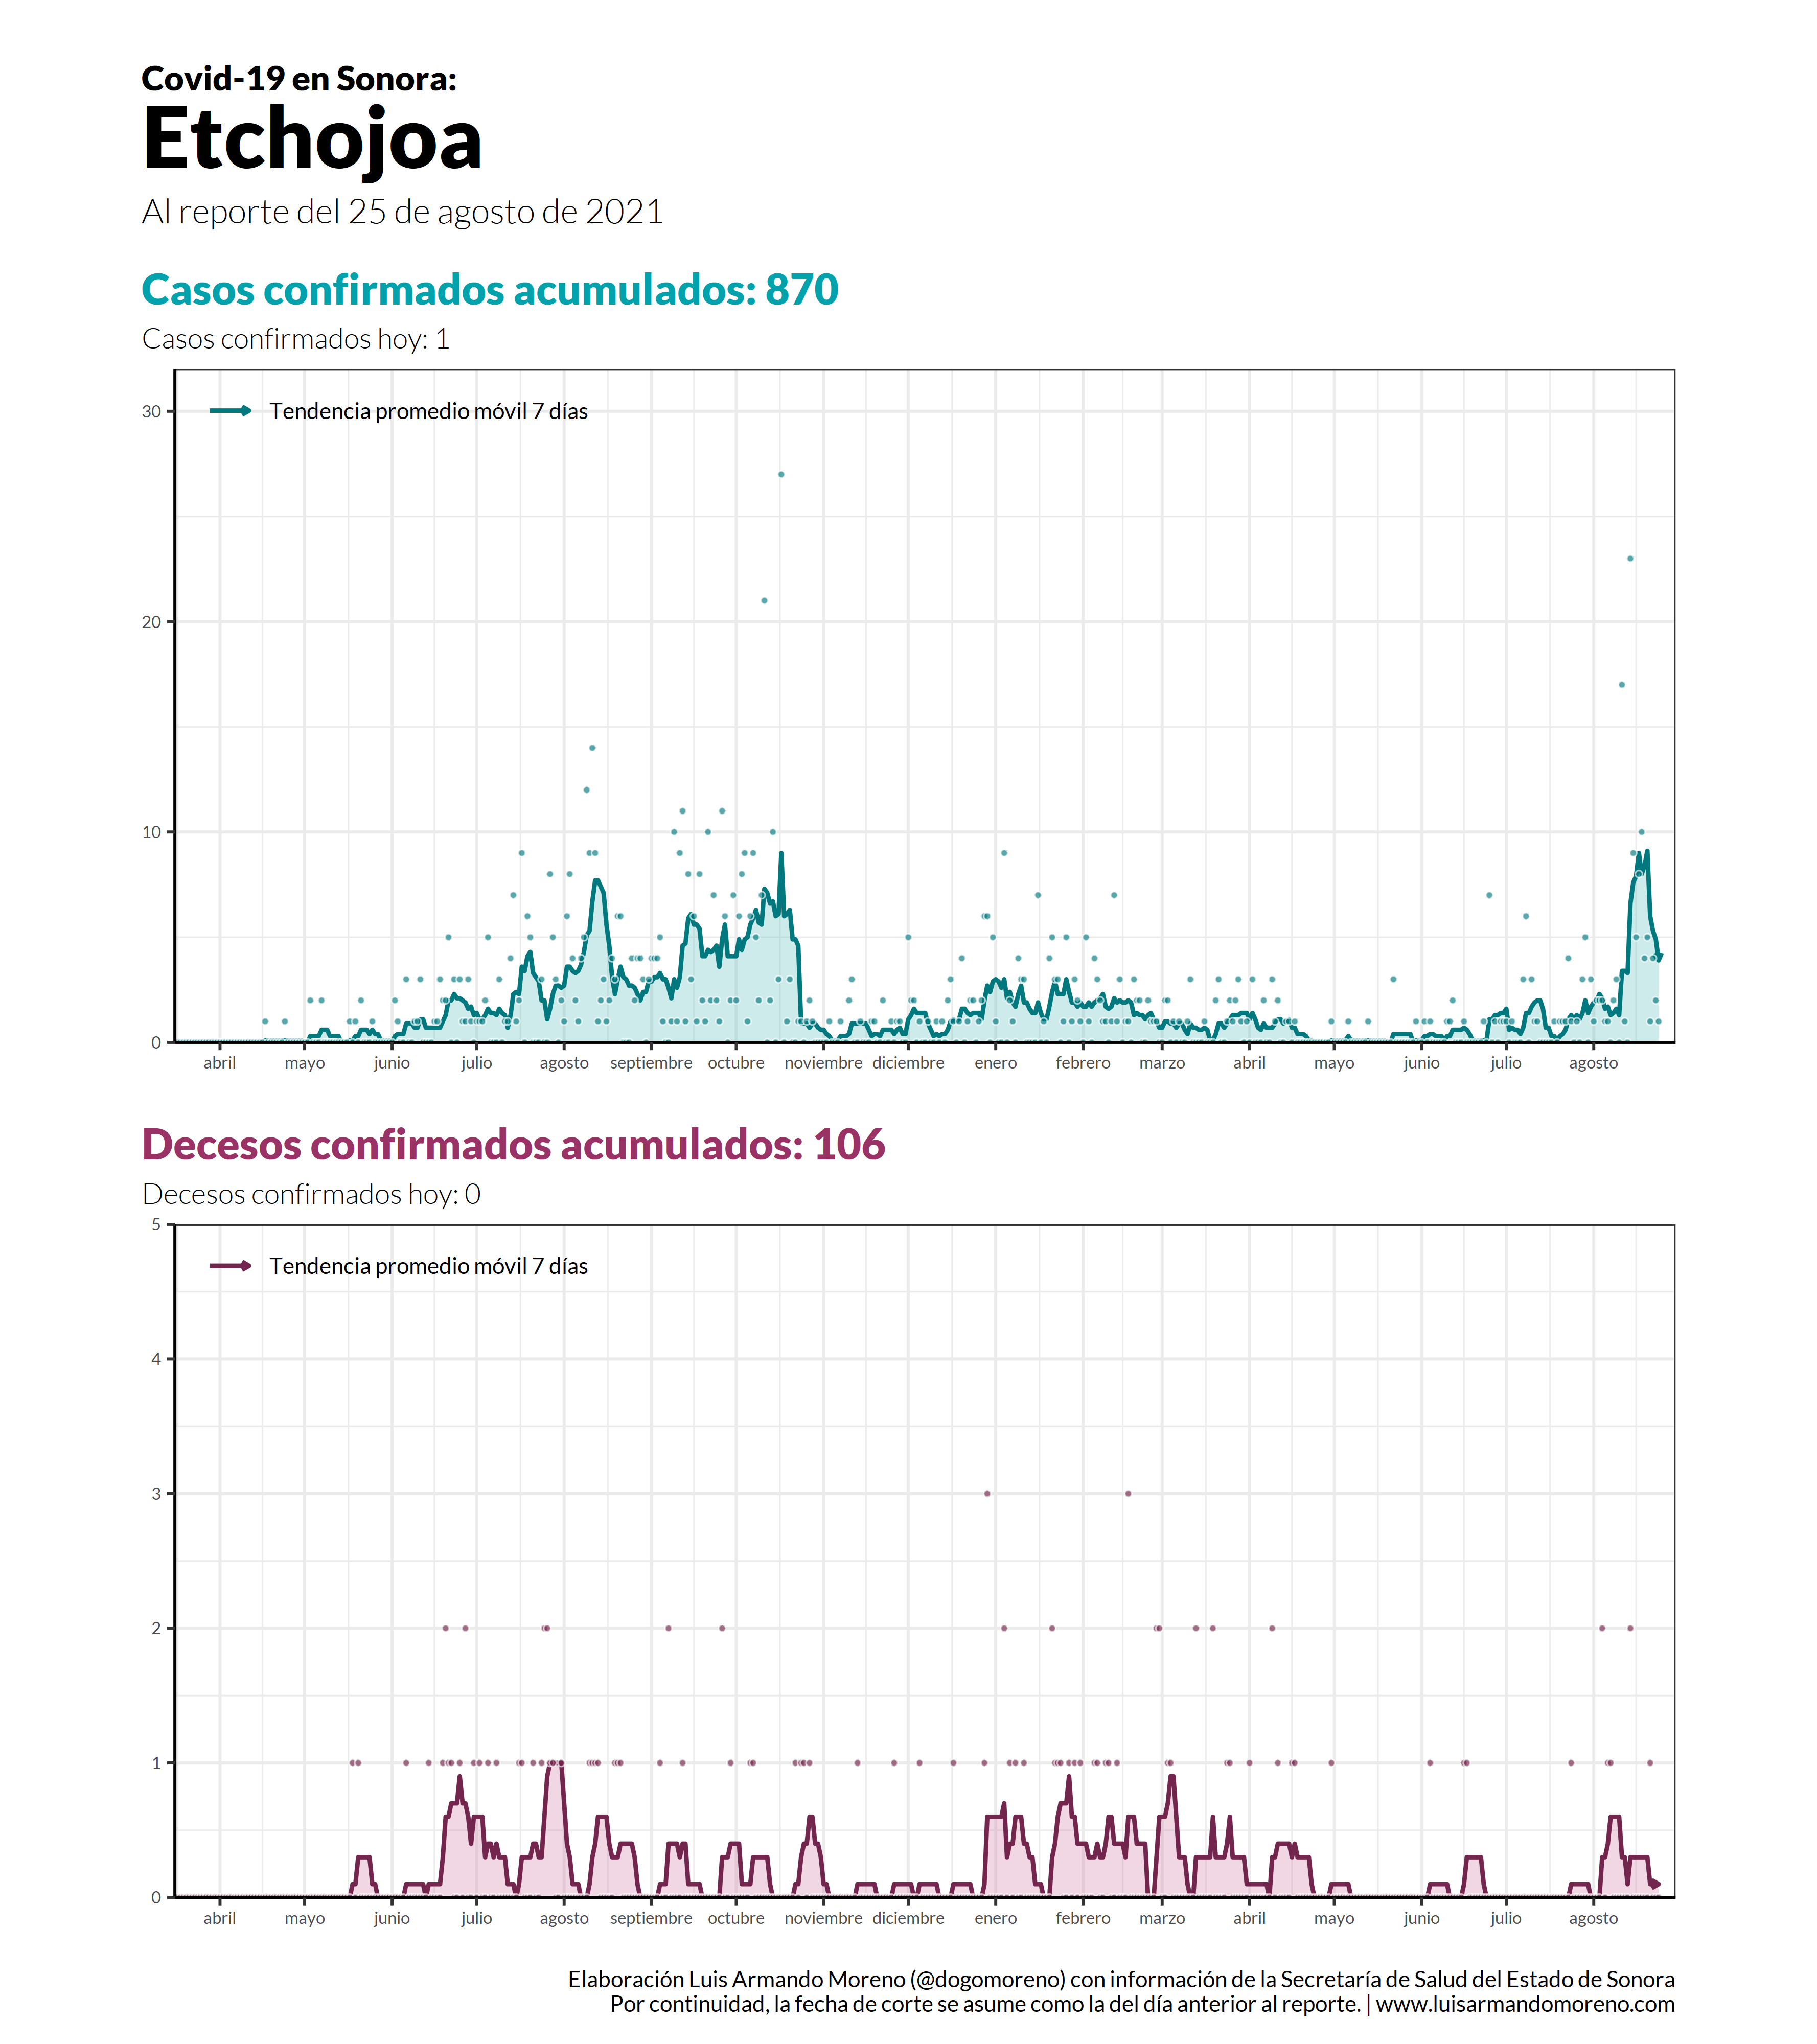 Covid-19 en Sonora:
Etchojoa
Al reporte del 25 de agosto de 2021
Casos confirmados acumulados: 870
Casos confirmados hoy: 1
Tendencia promedio móvil 7 días
30
20
10
0
abril mayo junio julio agosto septiembre octubre noviembre diciembre enero febrero marzo abril mayo junio julio agosto
Decesos confirmados acumulados: 106
Decesos confirmados hoy: 0
Tendencia promedio móvil 7 días
5
4
3
2
1
0
abril mayo junio julio agosto septiembre octubre noviembre diciembre enero febrero marzo abril mayo junio julio agosto
Elaboración Luis Armando Moreno (@dogomoreno) con información de la Secretaría de Salud del Estado de Sonora
Por continuidad, la fecha de corte se asume como la del día anterior al reporte. | www.luisarmandomoreno.com